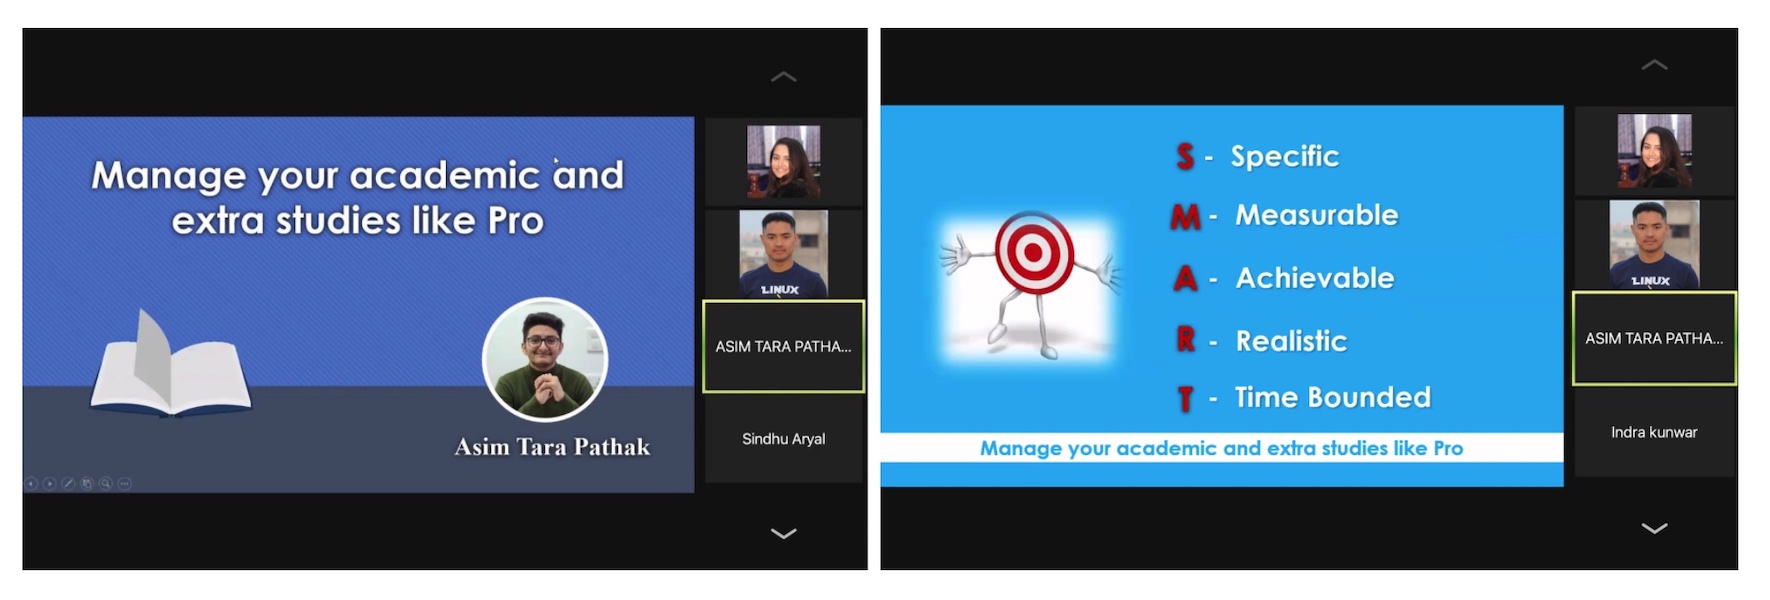 Manage your academic and
extra studies like Pro
Asim Tara Pathak
LINUX
ASIM TARA PATHA...
Sindhu Aryal
S - Specific
M - Measurable
A - Achievable
R - Realistic
T - Time Bounded
Manage your academic and extra studies like Pro
LINUX
ASIM TARA PATHA...
Indra kunwar